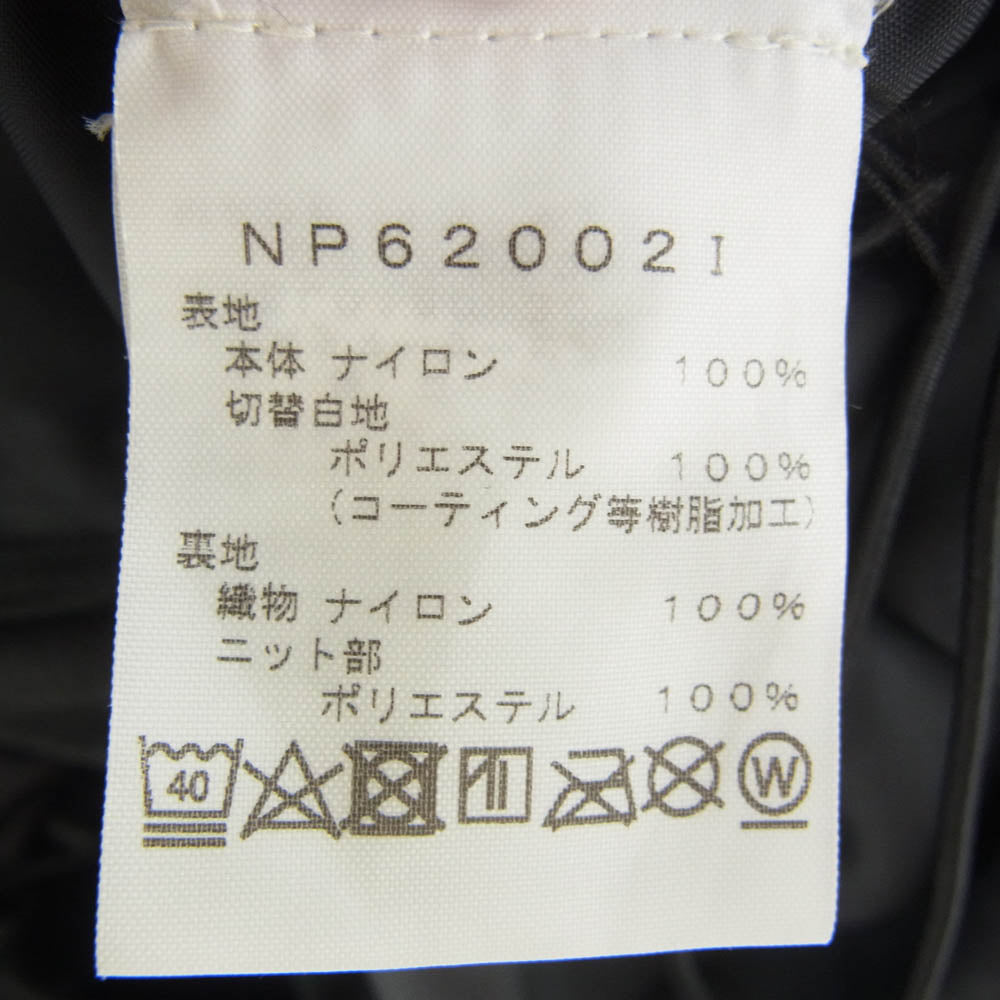 NP62002I
表地
本体 ナイロン 100%
切替白地
ポリエステル 100%
(コーティング等樹脂加工)
裏地
織物 ナイロン 100%
ニット部
ポリエステル 100%
40 W